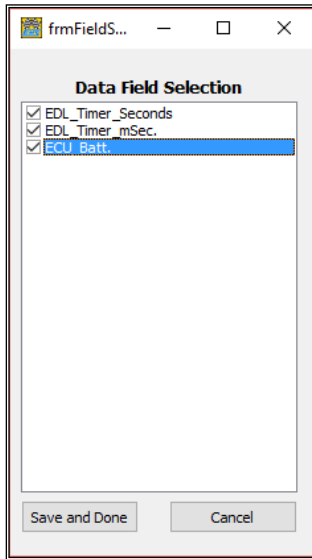 frmFieldS...
Data Field Selection
EDL_Timer_Seconds
EDL_Timer_mSec.
ECU_Batt.
Save and Done
Cancel